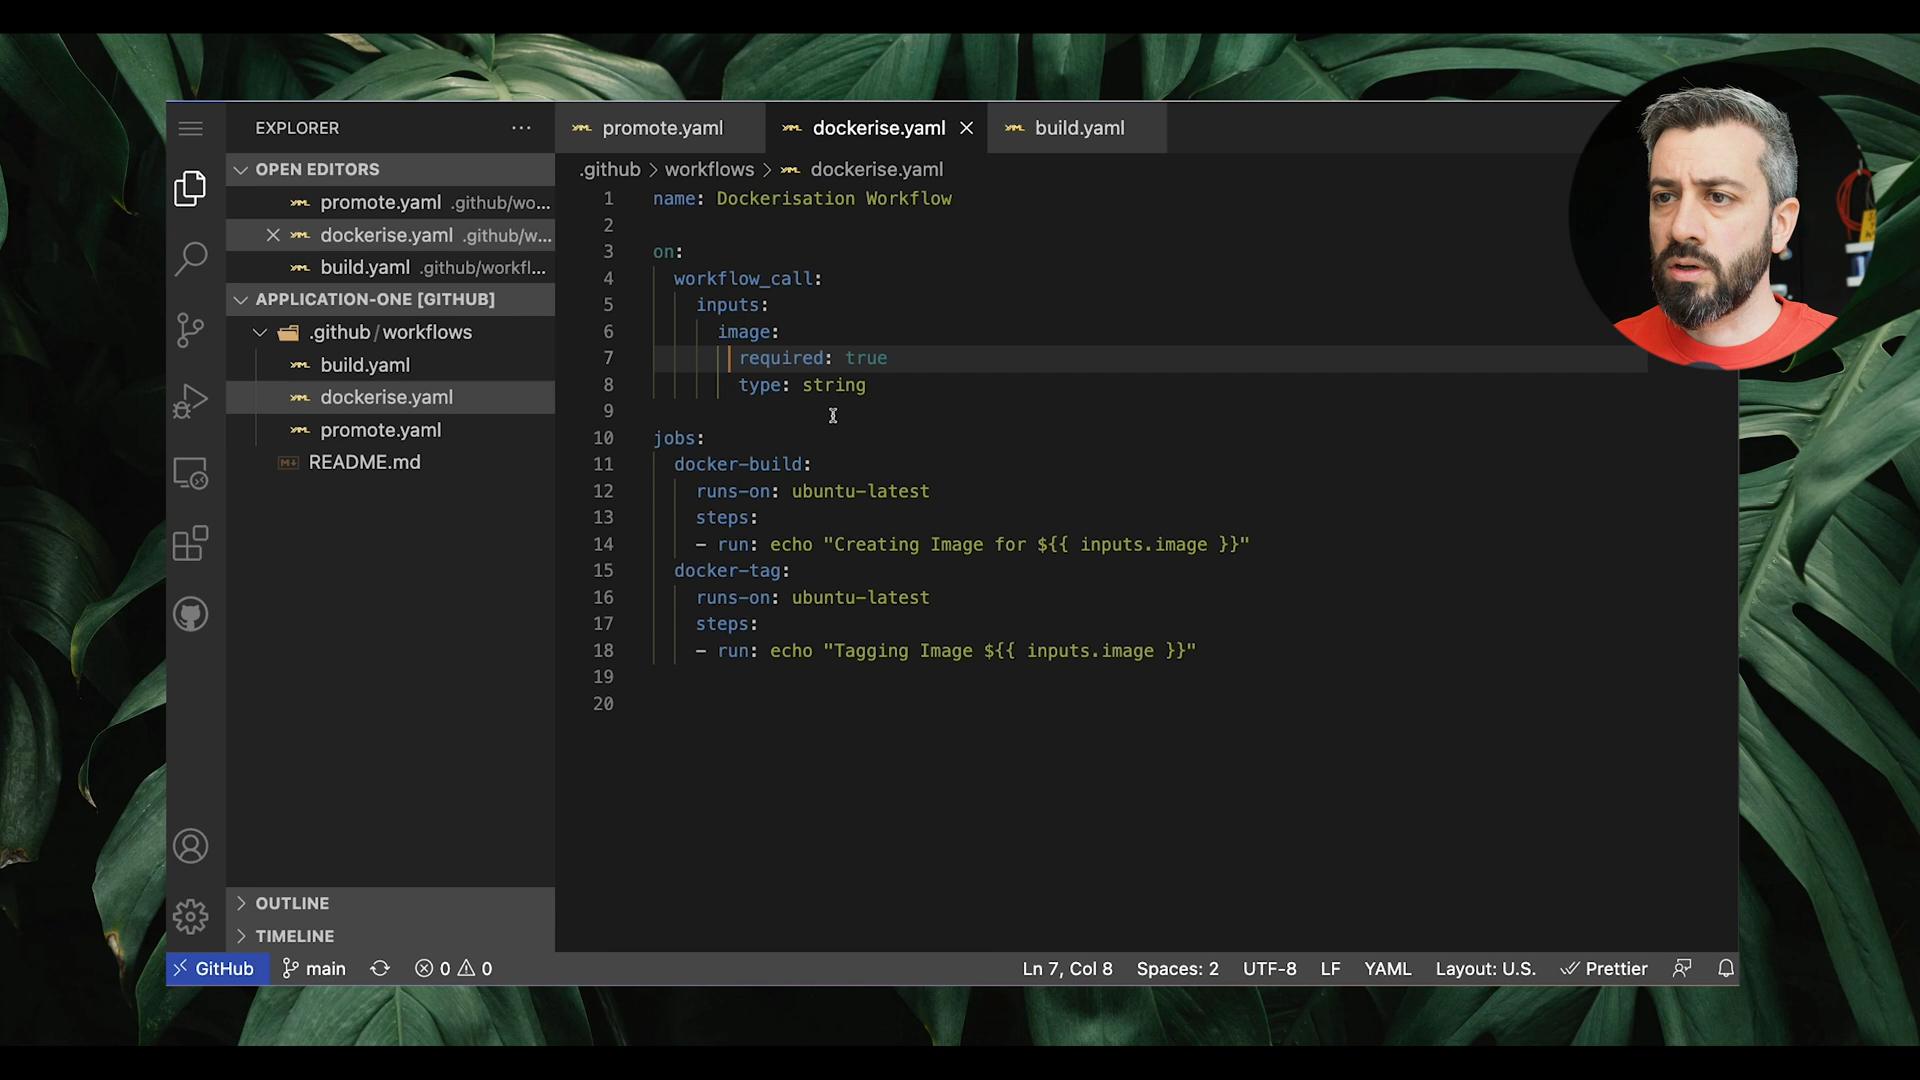 EXPLORER
OPEN EDITORS
promote.yaml .github/wo...
dockerise.yaml .github/w...
build.yaml .github/workfl...
APPLICATION-ONE [GITHUB]
.github/workflows
build.yaml
dockerise.yaml
promote.yaml
README.md
OUTLINE
TIMELINE
promote.yaml
dockerise.yaml
build.yaml
.github > workflows > dockerise.yaml
1 name: Dockerisation Workflow
2
3 on:
4 workflow_call:
5 inputs:
6 image:
7 required: true
8 type: string
9
10 jobs:
11 docker-build:
12 runs-on: ubuntu-latest
13 steps:
14 - run: echo "Creating Image for ${{ inputs.image }}"
15 docker-tag:
16 runs-on: ubuntu-latest
17 steps:
18 - run: echo "Tagging Image ${{ inputs.image }}"
19
20
GitHub main 0 0 Ln 7, Col 8 Spaces: 2 UTF-8 LF YAML Layout: U.S. Prettier